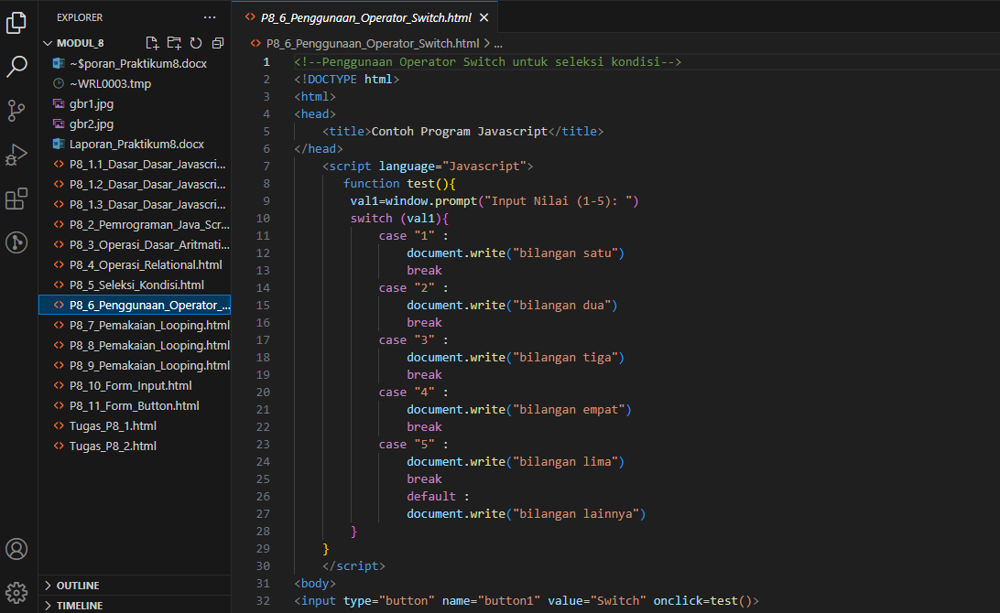 EXPLORER ...
MODUL_8
~$poran_Praktikum8.docx
~WRL0003.tmp
gbr1.jpg
gbr2.jpg
Laporan_Praktikum8.docx
P8_1.1_Dasar_Dasar_Javascri...
P8_1.2_Dasar_Dasar_Javascri...
P8_1.3_Dasar_Dasar_Javascri...
P8_2_Pemrograman_Java_Scr...
P8_3_Operasi_Dasar_Aritmati...
P8_4_Operasi_Relational.html
P8_5_Seleksi_Kondisi.html
P8_6_Penggunaan_Operator_...
P8_7_Pemakaian_Looping.html
P8_8_Pemakaian_Looping.html
P8_9_Pemakaian_Looping.html
P8_10_Form_Input.html
P8_11_Form_Button.html
Tugas_P8_1.html
Tugas_P8_2.html
OUTLINE
TIMELINE
P8_6_Penggunaan_Operator_Switch.html
P8_6_Penggunaan_Operator_Switch.html > ...
1 <!--Penggunaan Operator Switch untuk seleksi kondisi-->
2 <!DOCTYPE html>
3 <html>
4 <head>
5     <title>Contoh Program Javascript</title>
6 </head>
7     <script language="Javascript">
8        function test(){
9         val1=window.prompt("Input Nilai (1-5): ")
10         switch (val1){
11             case "1" :
12                 document.write("bilangan satu")
13                 break
14             case "2" :
15                 document.write("bilangan dua")
16                 break
17             case "3" :
18                 document.write("bilangan tiga")
19                 break
20             case "4" :
21                 document.write("bilangan empat")
22                 break
23             case "5" :
24                 document.write("bilangan lima")
25                 break
26                 default :
27                 document.write("bilangan lainnya")
28         }
29     }
30     </script>
31 <body>
32 <input type="button" name="button1" value="Switch" onclick=test()>